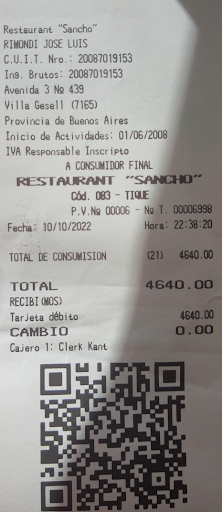 Restaurant "Sancho"
RIMONDI JOSE LUIS
C.U.I.T. Nro.: 20087019153
Ing. Brutos: 20087019153
Avenida 3 Nº 439
Villa Gesell (7165)
Provincia de Buenos Aires
Inicio de Actividades: 01/06/2008
IVA Responsable Inscripto
A CONSUMIDOR FINAL
RESTAURANT "SANCHO"
Cód. 083 - TIQUE
P.V.Nº 00006 - Nº T. 00006998
Fecha: 10/10/2022 Hora: 22:38:20
TOTAL DE CONSUMISION (21) 4640.00
TOTAL 4640.00
RECIBI(MOS)
Tarjeta débito 4640.00
CAMBIO 0.00
Cajero 1: Clerk Kant